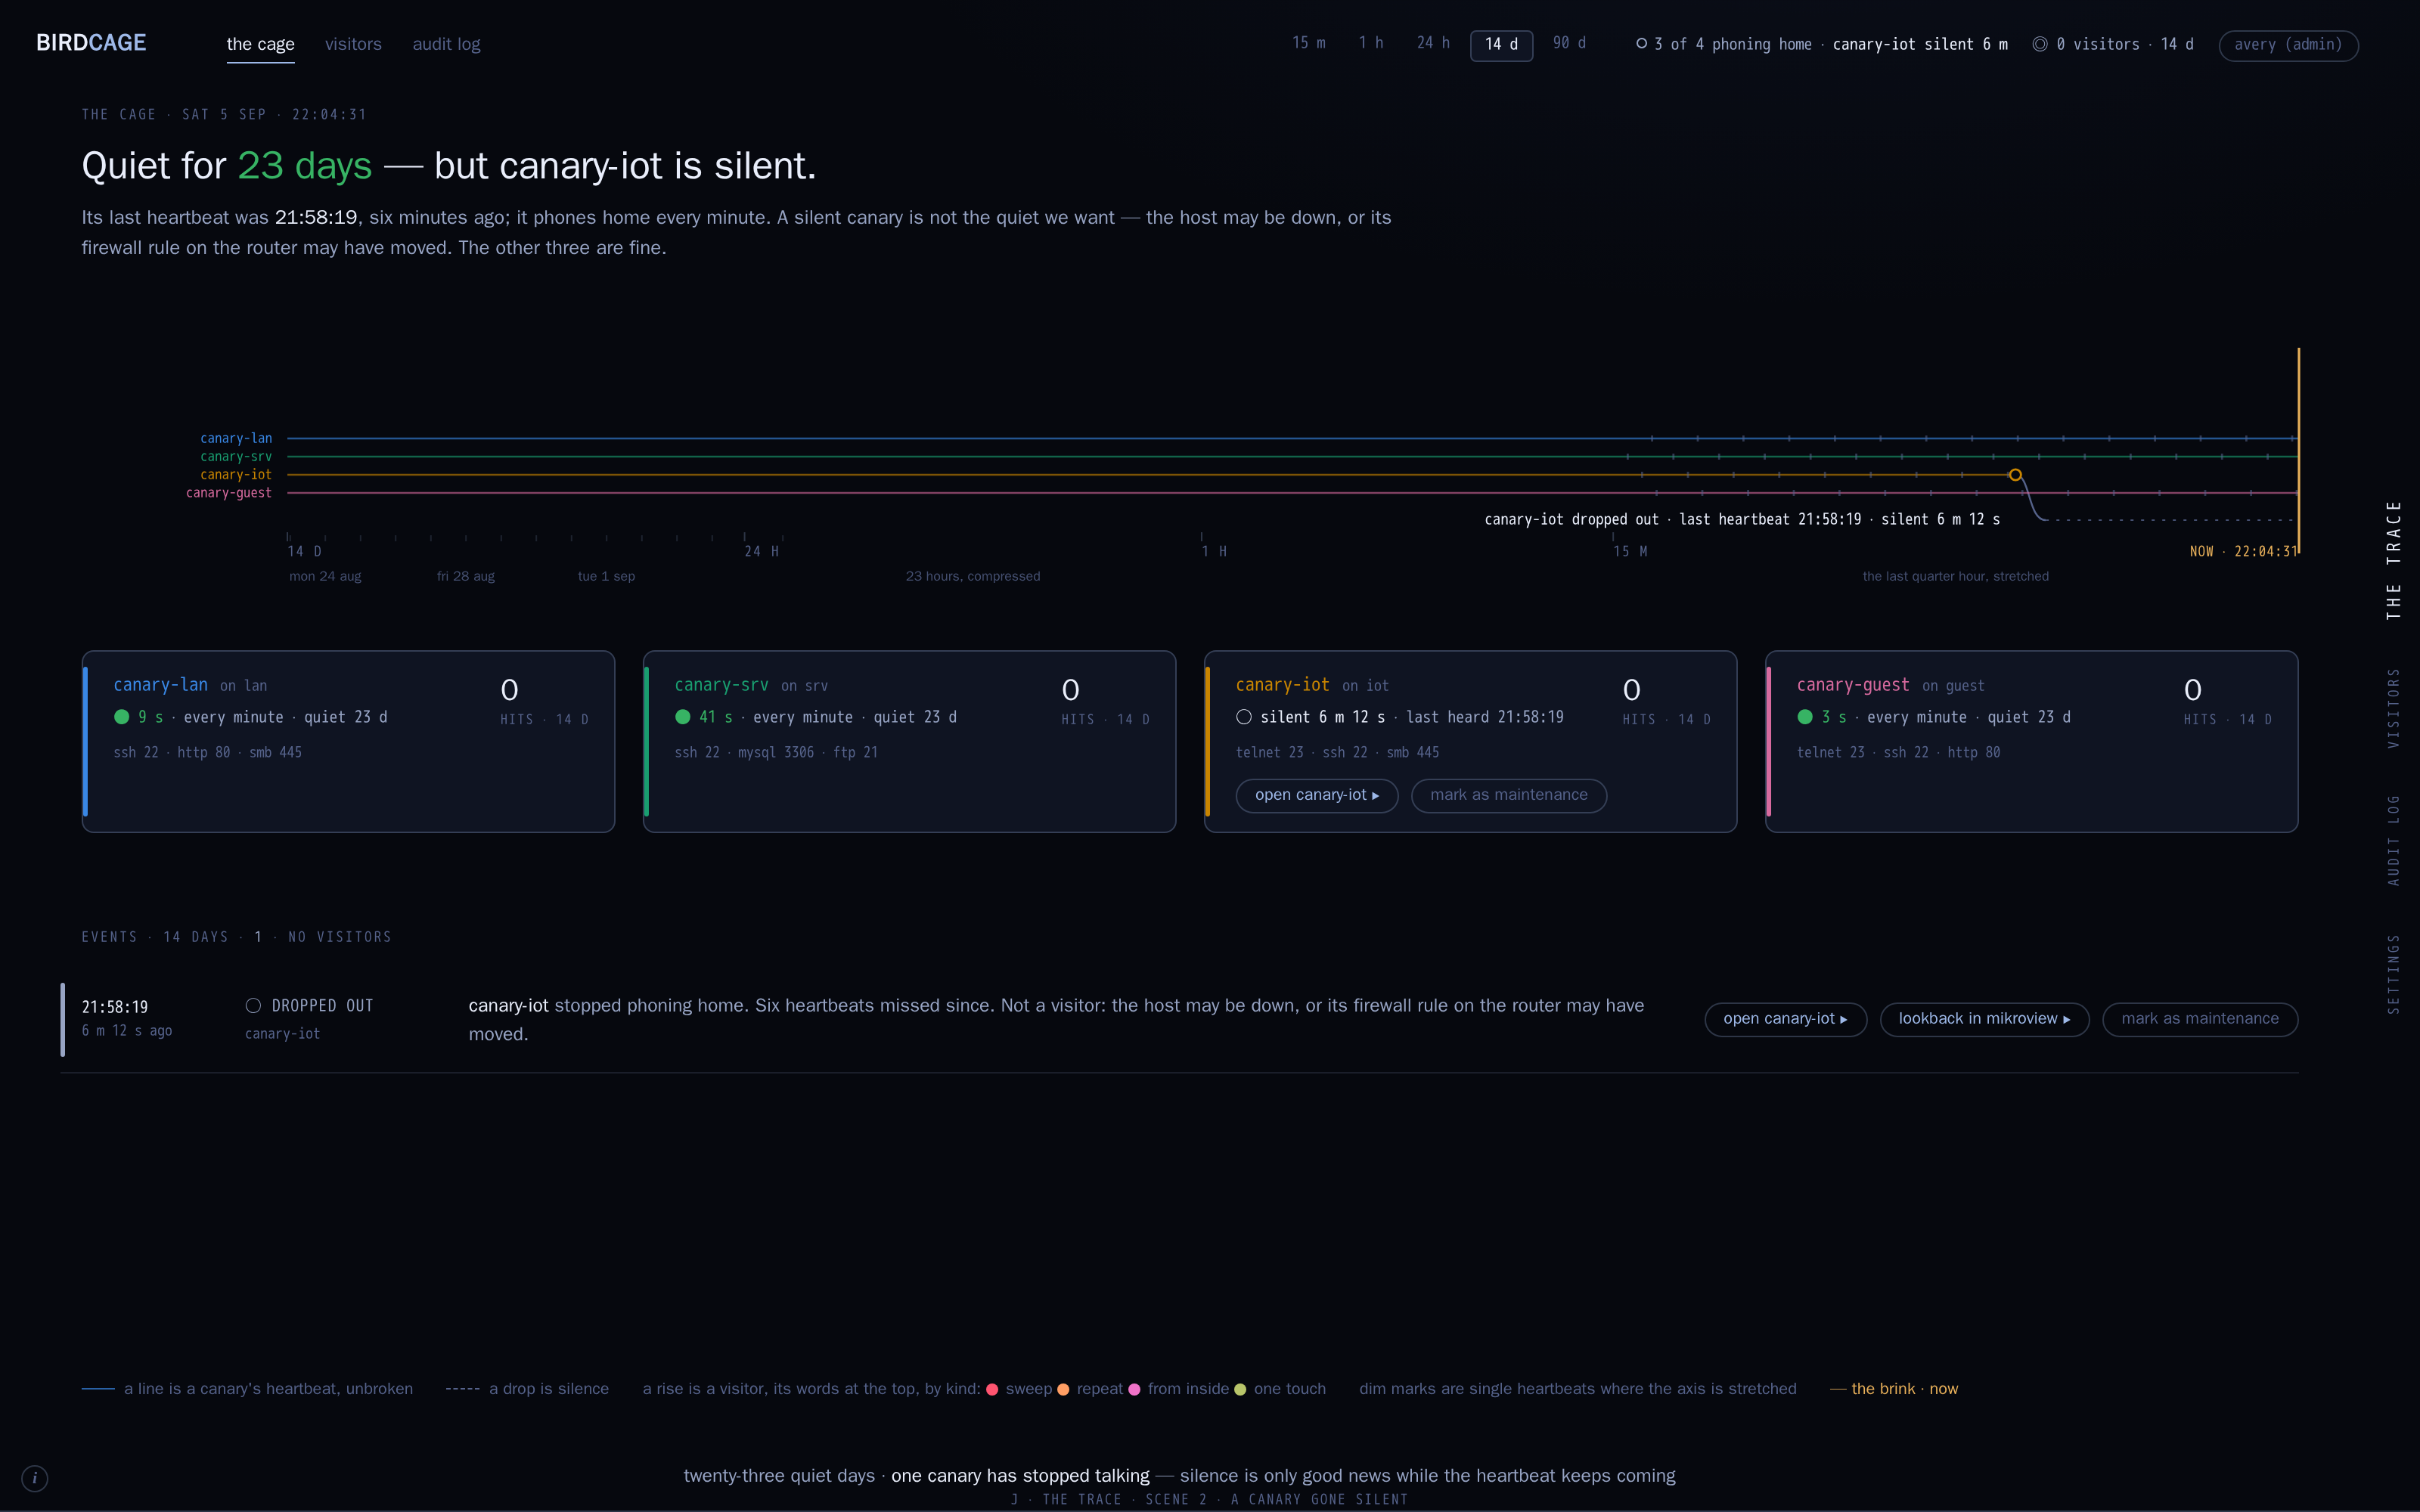 BIRDCAGE
the cage visitors audit log
15 m 1 h 24 h 14 d 90 d
3 of 4 phoning home · canary-iot silent 6 m
0 visitors · 14 d
avery (admin)
THE CAGE · SAT 5 SEP · 22:04:31
Quiet for 23 days — but canary-iot is silent.
Its last heartbeat was 21:58:19, six minutes ago; it phones home every minute. A silent canary is not the quiet we want — the host may be down, or its
firewall rule on the router may have moved. The other three are fine.
canary-lan
canary-srv
canary-iot
canary-guest
canary-iot dropped out · last heartbeat 21:58:19 · silent 6 m 12 s
14 D 24 H 1 H 15 M NOW · 22:04:31
mon 24 aug fri 28 aug tue 1 sep 23 hours, compressed the last quarter hour, stretched
canary-lan on lan
0
9 s · every minute · quiet 23 d
HITS · 14 D
ssh 22 · http 80 · smb 445
canary-srv on srv
0
41 s · every minute · quiet 23 d
HITS · 14 D
ssh 22 · mysql 3306 · ftp 21
canary-iot on iot
0
silent 6 m 12 s · last heard 21:58:19
HITS · 14 D
telnet 23 · ssh 22 · smb 445
open canary-iot ▸ mark as maintenance
canary-guest on guest
0
3 s · every minute · quiet 23 d
HITS · 14 D
telnet 23 · ssh 22 · http 80
THE TRACE
VISITORS
AUDIT LOG
SETTINGS
EVENTS · 14 DAYS · 1 · NO VISITORS
21:58:19
6 m 12 s ago
DROPPED OUT
canary-iot
canary-iot stopped phoning home. Six heartbeats missed since. Not a visitor: the host may be down, or its firewall rule on the router may have
moved.
open canary-iot ▸ lookback in mikroview ▸ mark as maintenance
a line is a canary's heartbeat, unbroken a drop is silence a rise is a visitor, its words at the top, by kind: sweep repeat from inside one touch dim marks are single heartbeats where the axis is stretched — the brink · now
i
twenty-three quiet days · one canary has stopped talking — silence is only good news while the heartbeat keeps coming
J · THE TRACE · SCENE 2 · A CANARY GONE SILENT